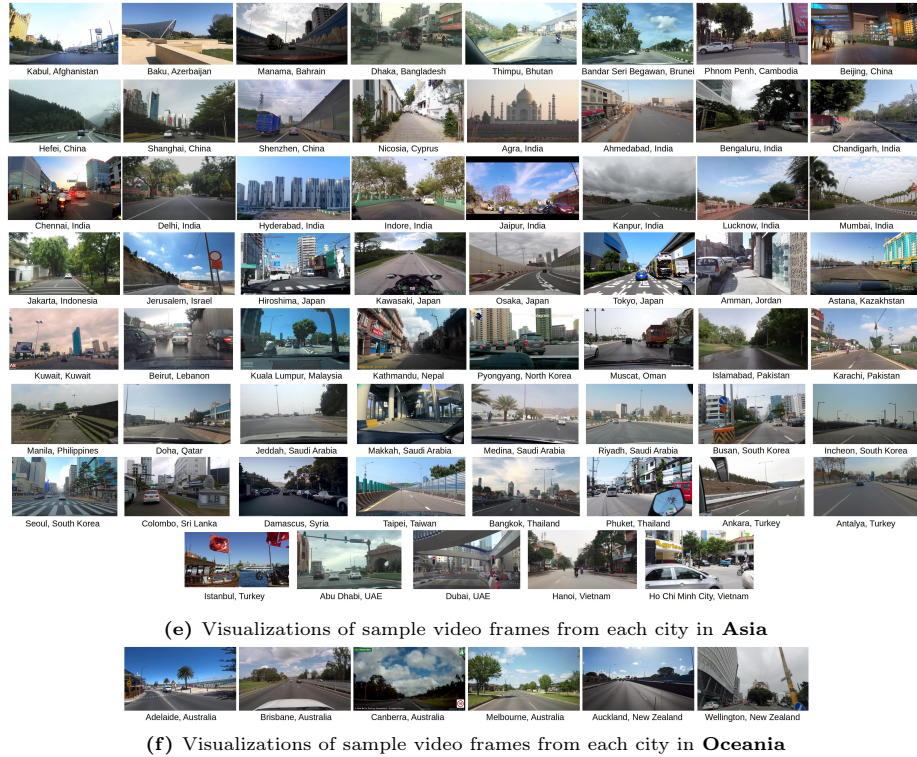 Kabul, Afghanistan Baku, Azerbaijan Manama, Bahrain Dhaka, Bangladesh Thimpu, Bhutan Bandar Seri Begawan, Brunei Phnom Penh, Cambodia Beijing, China
Hefei, China Shanghai, China Shenzhen, China Nicosia, Cyprus Agra, India Ahmedabad, India Bengaluru, India Chandigarh, India
Chennai, India Delhi, India Hyderabad, India Indore, India Jaipur, India Kanpur, India Lucknow, India Mumbai, India
Jakarta, Indonesia Jerusalem, Israel Hiroshima, Japan Kawasaki, Japan Osaka, Japan Tokyo, Japan Amman, Jordan Astana, Kazakhstan
Kuwait, Kuwait Beirut, Lebanon Kuala Lumpur, Malaysia Kathmandu, Nepal Pyongyang, North Korea Muscat, Oman Islamabad, Pakistan Karachi, Pakistan
Manila, Philippines Doha, Qatar Jeddah, Saudi Arabia Makkah, Saudi Arabia Medina, Saudi Arabia Riyadh, Saudi Arabia Busan, South Korea Incheon, South Korea
Seoul, South Korea Colombo, Sri Lanka Damascus, Syria Taipei, Taiwan Bangkok, Thailand Phuket, Thailand Ankara, Turkey Antalya, Turkey
Istanbul, Turkey Abu Dhabi, UAE Dubai, UAE Hanoi, Vietnam Ho Chi Minh City, Vietnam
(e) Visualizations of sample video frames from each city in Asia
Adelaide, Australia Brisbane, Australia Canberra, Australia Melbourne, Australia Auckland, New Zealand Wellington, New Zealand
(f) Visualizations of sample video frames from each city in Oceania